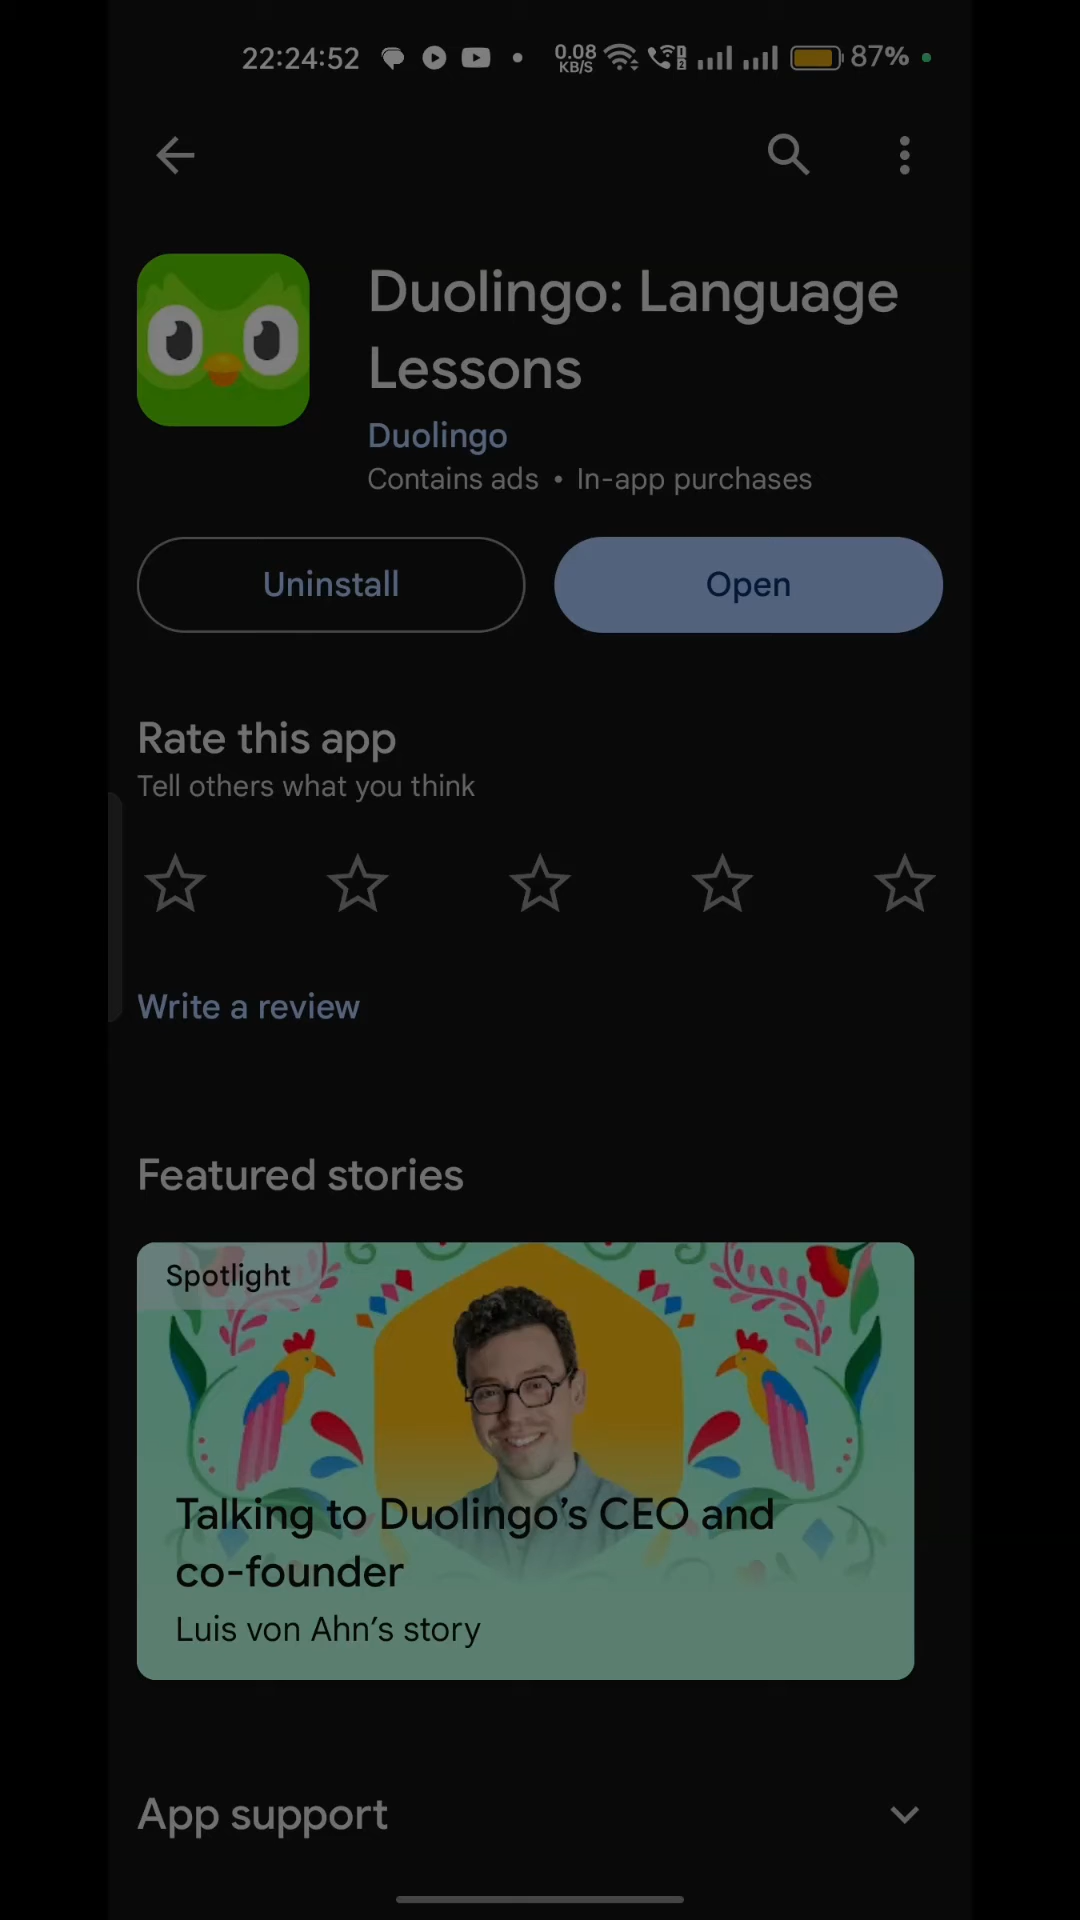 22:24:52 0.08 KB/S 87%
Duolingo: Language
Lessons
Duolingo
Contains ads • In-app purchases
Uninstall Open
Rate this app
Tell others what you think
Write a review
Featured stories
Spotlight
Talking to Duolingo’s CEO and
co-founder
Luis von Ahn’s story
App support